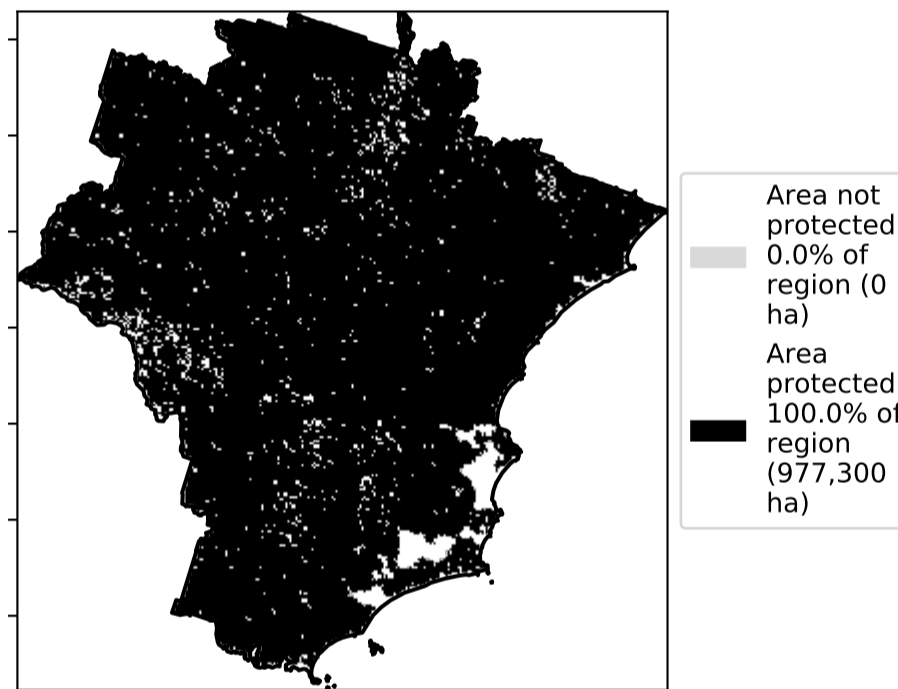 Area not
protected
0.0% of
region (0
ha)
Area
protected
100.0% of
region
(977,300
ha)